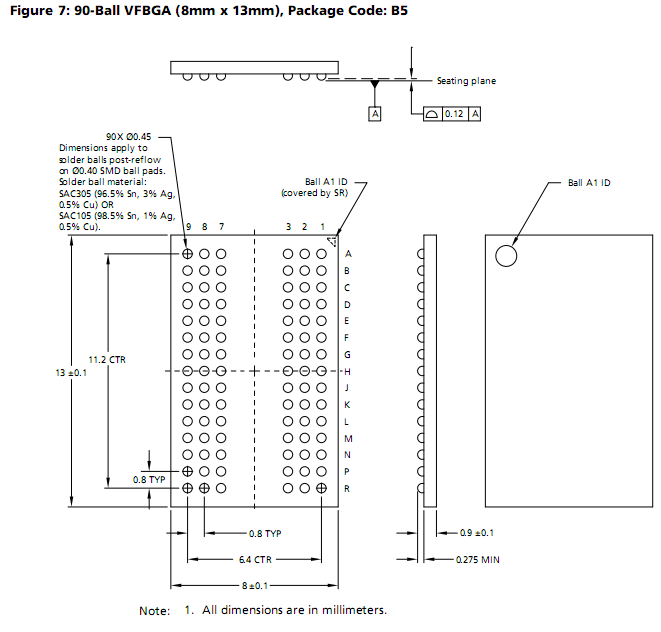 Figure 7: 90-Ball VFBGA (8mm x 13mm), Package Code: B5
Seating plane
A
0.12 A
90X Ø0.45
Dimensions apply to
solder balls post-reflow
on Ø0.40 SMD ball pads.
Solder ball material:
SAC305 (96.5% Sn, 3% Ag,
0.5% Cu) OR
SAC105 (98.5% Sn, 1% Ag,
0.5% Cu).
Ball A1 ID
(covered by SR)
Ball A1 ID
9 8 7 3 2 1
A
B
C
D
E
F
G
H
J
K
L
M
N
P
R
11.2 CTR
13 ±0.1
0.8 TYP
0.8 TYP
6.4 CTR
8 ±0.1
0.9 ±0.1
0.275 MIN
Note: 1. All dimensions are in millimeters.